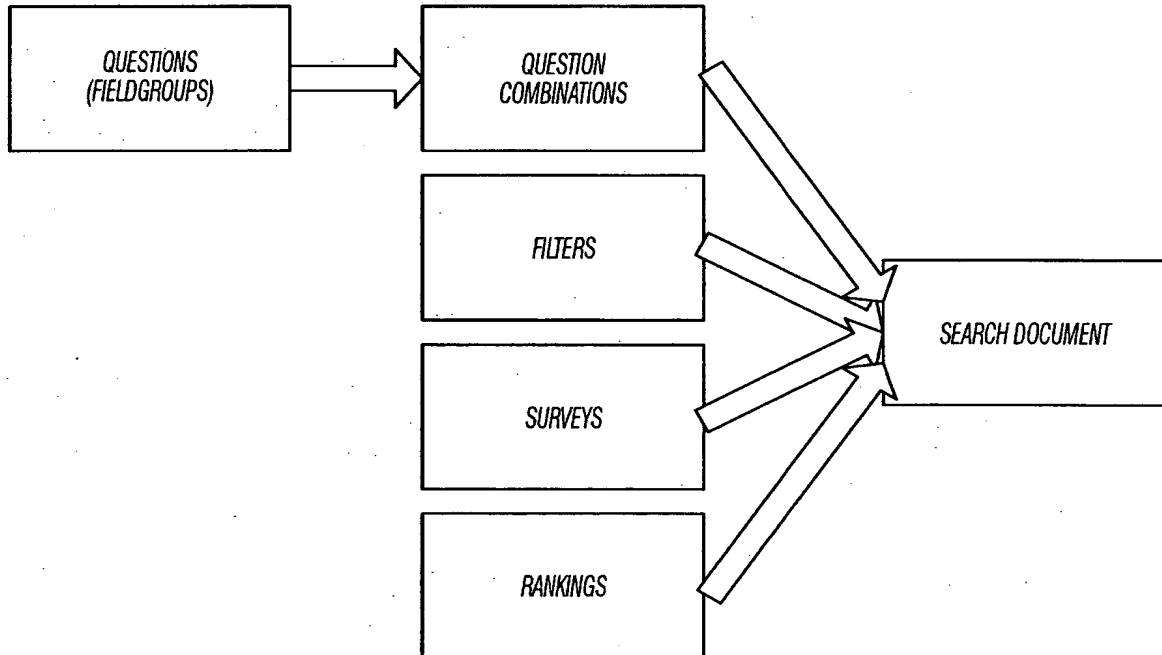 QUESTIONS
(FIELDGROUPS)
QUESTION
COMBINATIONS
FILTERS
SEARCH DOCUMENT
SURVEYS
RANKINGS